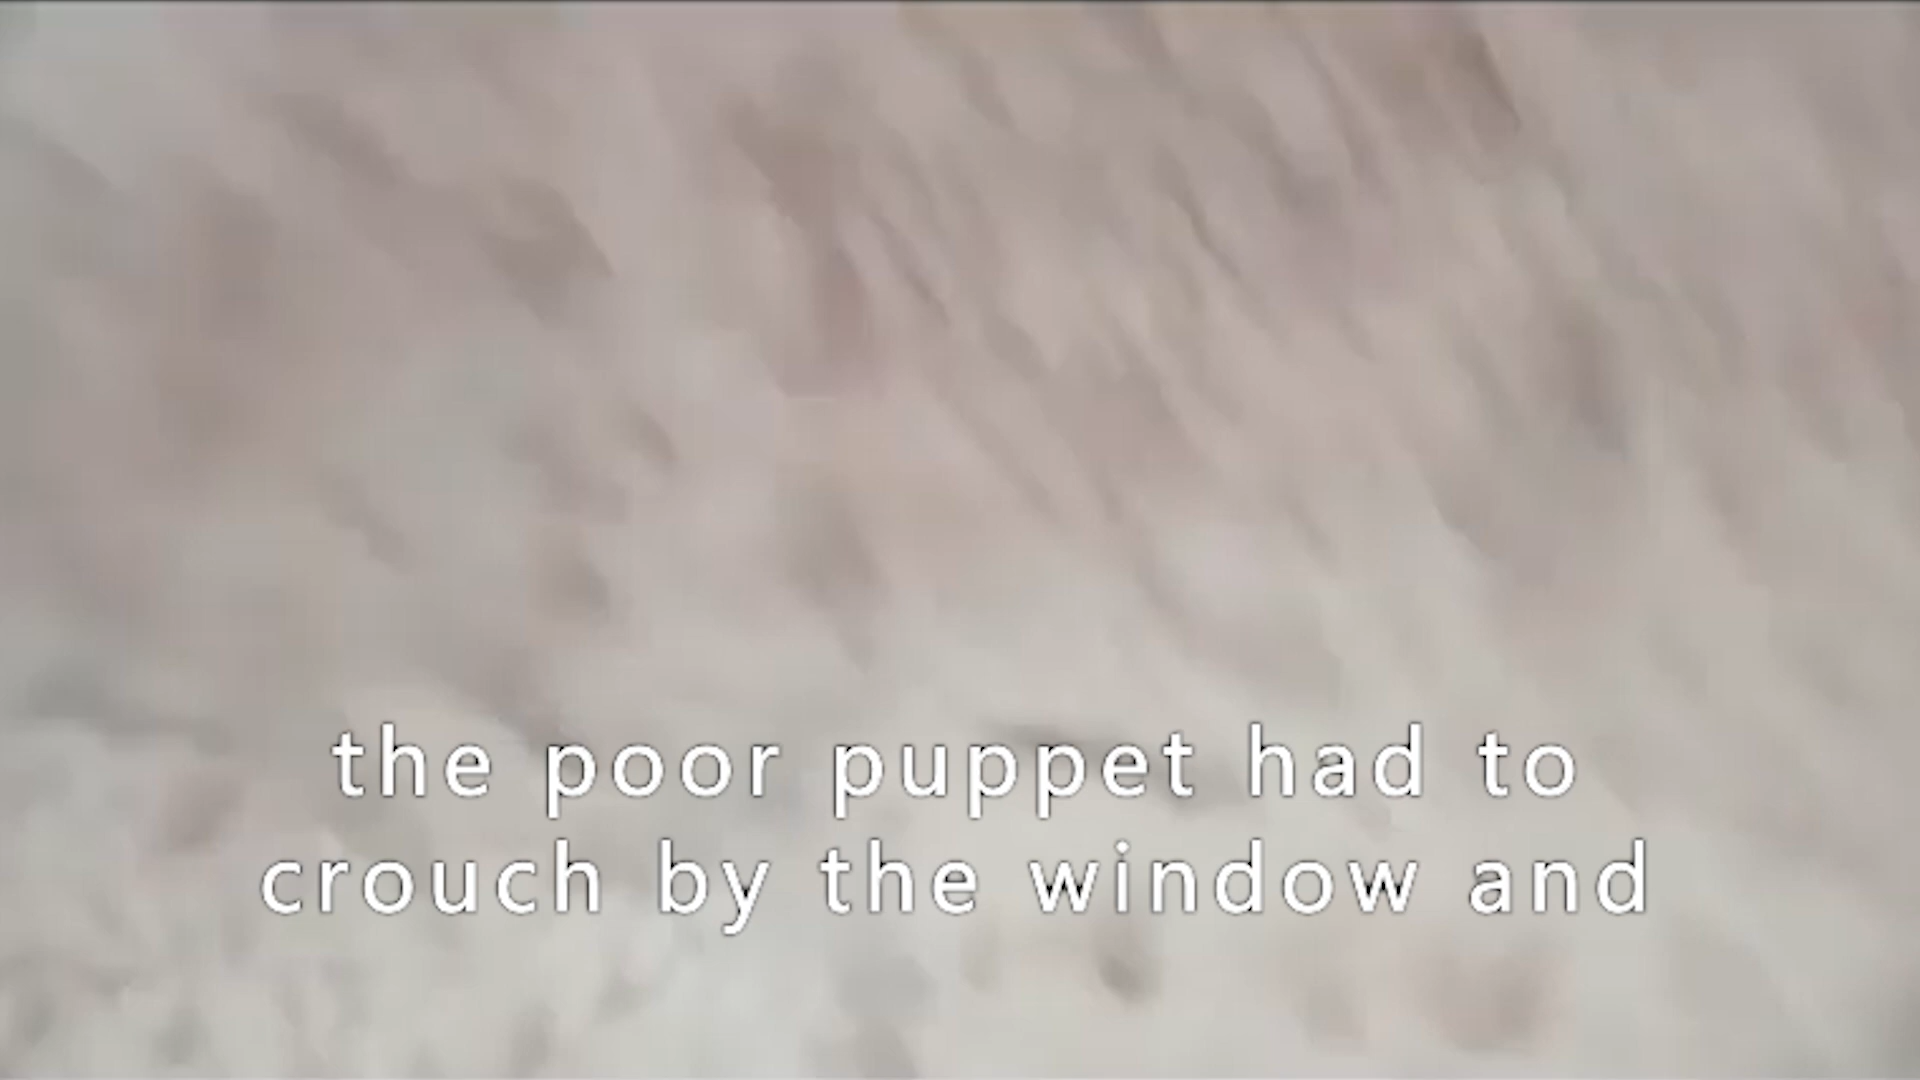 the poor puppet had to
crouch by the window and